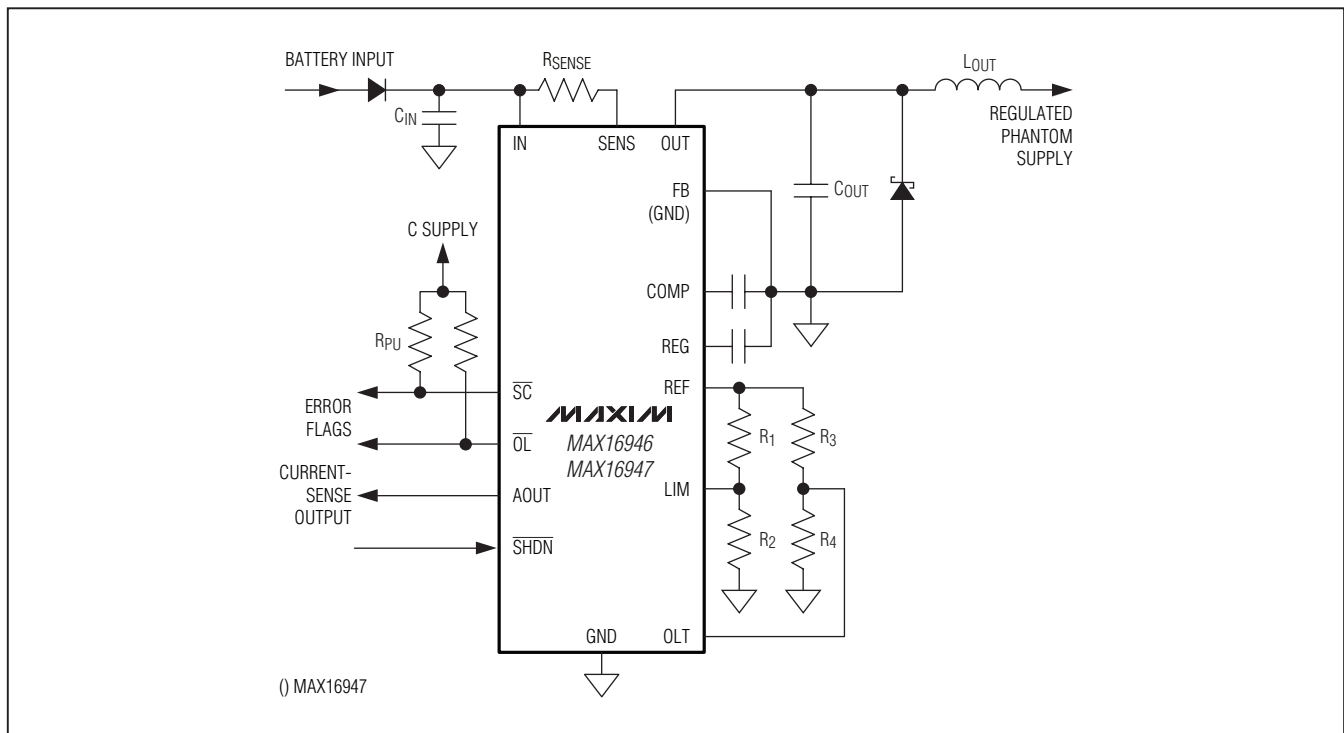 BATTERY INPUT
RSENSE
LOUT
CIN
REGULATED
PHANTOM
SUPPLY
IN
SENS
OUT
FB
(GND)
COUT
C SUPPLY
COMP
RPU
REG
SC
REF
ERROR
FLAGS
MAXIM
R1
R3
OL
MAX16946
MAX16947
CURRENT-
SENSE
OUTPUT
AOUT
LIM
R2
R4
SHDN
GND
OLT
() MAX16947